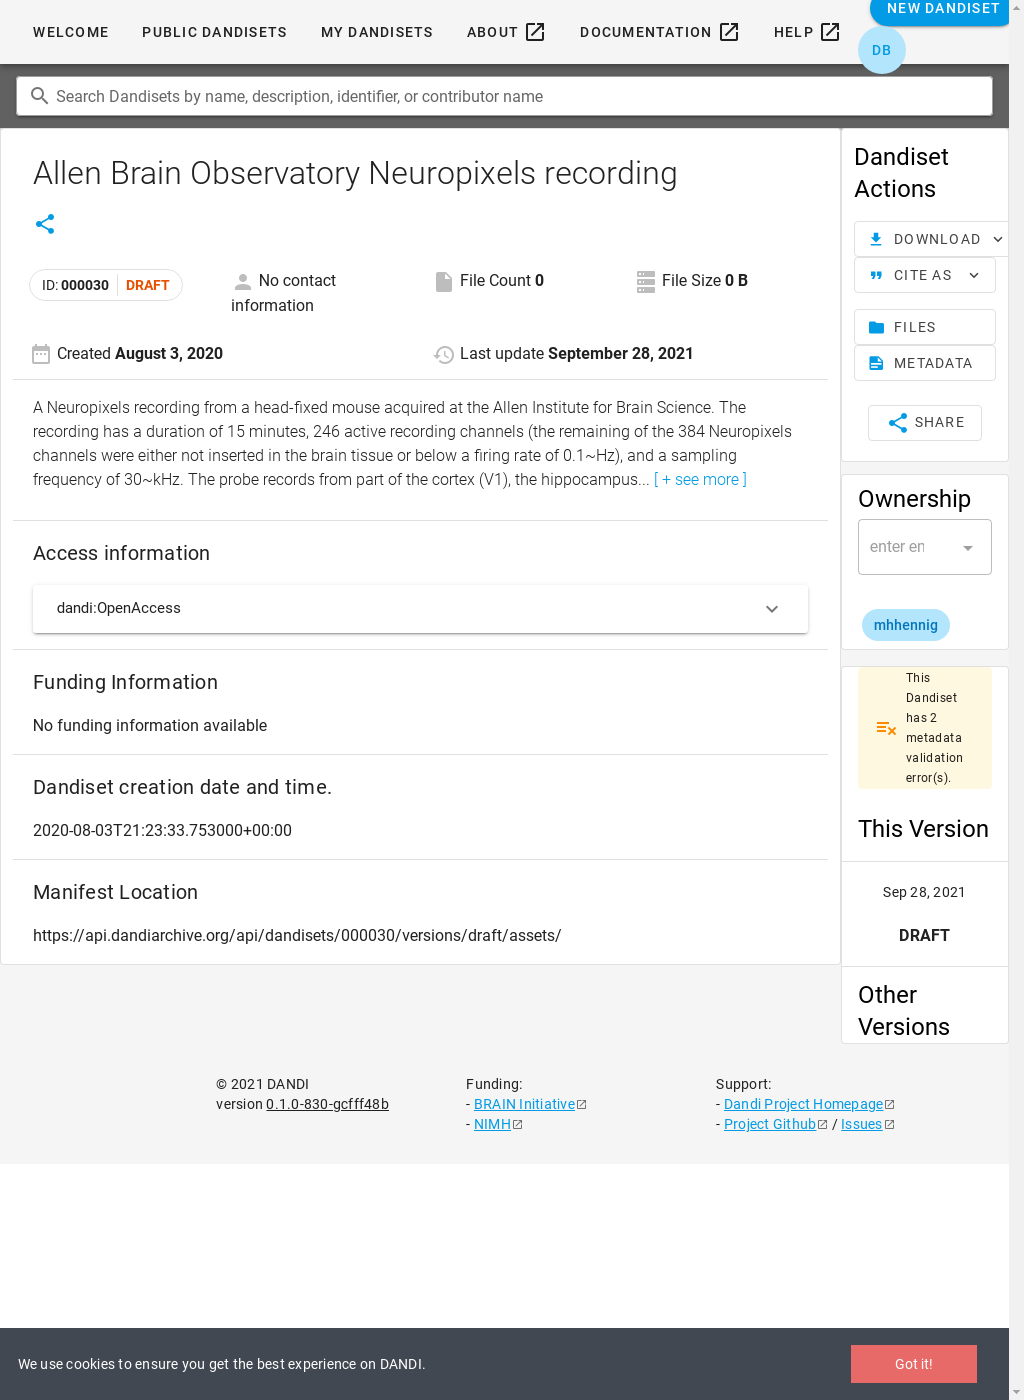 NEW DANDISET
WELCOME
PUBLIC DANDISETS
MY DANDISETS
ABOUT
DOCUMENTATION
HELP
DB
Search Dandisets by name, description, identifier, or contributor name
Allen Brain Observatory Neuropixels recording
ID: 000030 DRAFT
No contact
information
File Count 0
File Size 0 B
Created August 3, 2020
Last update September 28, 2021
A Neuropixels recording from a head-fixed mouse acquired at the Allen Institute for Brain Science. The
recording has a duration of 15 minutes, 246 active recording channels (the remaining of the 384 Neuropixels
channels were either not inserted in the brain tissue or below a firing rate of 0.1~Hz), and a sampling
frequency of 30~kHz. The probe records from part of the cortex (V1), the hippocampus... [ + see more ]
Access information
dandi:OpenAccess
Funding Information
No funding information available
Dandiset creation date and time.
2020-08-03T21:23:33.753000+00:00
Manifest Location
https://api.dandiarchive.org/api/dandisets/000030/versions/draft/assets/
Dandiset
Actions
DOWNLOAD
CITE AS
FILES
METADATA
SHARE
Ownership
enter en
mhhennig
This
Dandiset
has 2
metadata
validation
error(s).
This Version
Sep 28, 2021
DRAFT
Other
Versions
© 2021 DANDI
version 0.1.0-830-gcfff48b
Funding:
- BRAIN Initiative
- NIMH
Support:
- Dandi Project Homepage
- Project Github / Issues
We use cookies to ensure you get the best experience on DANDI.
Got it!